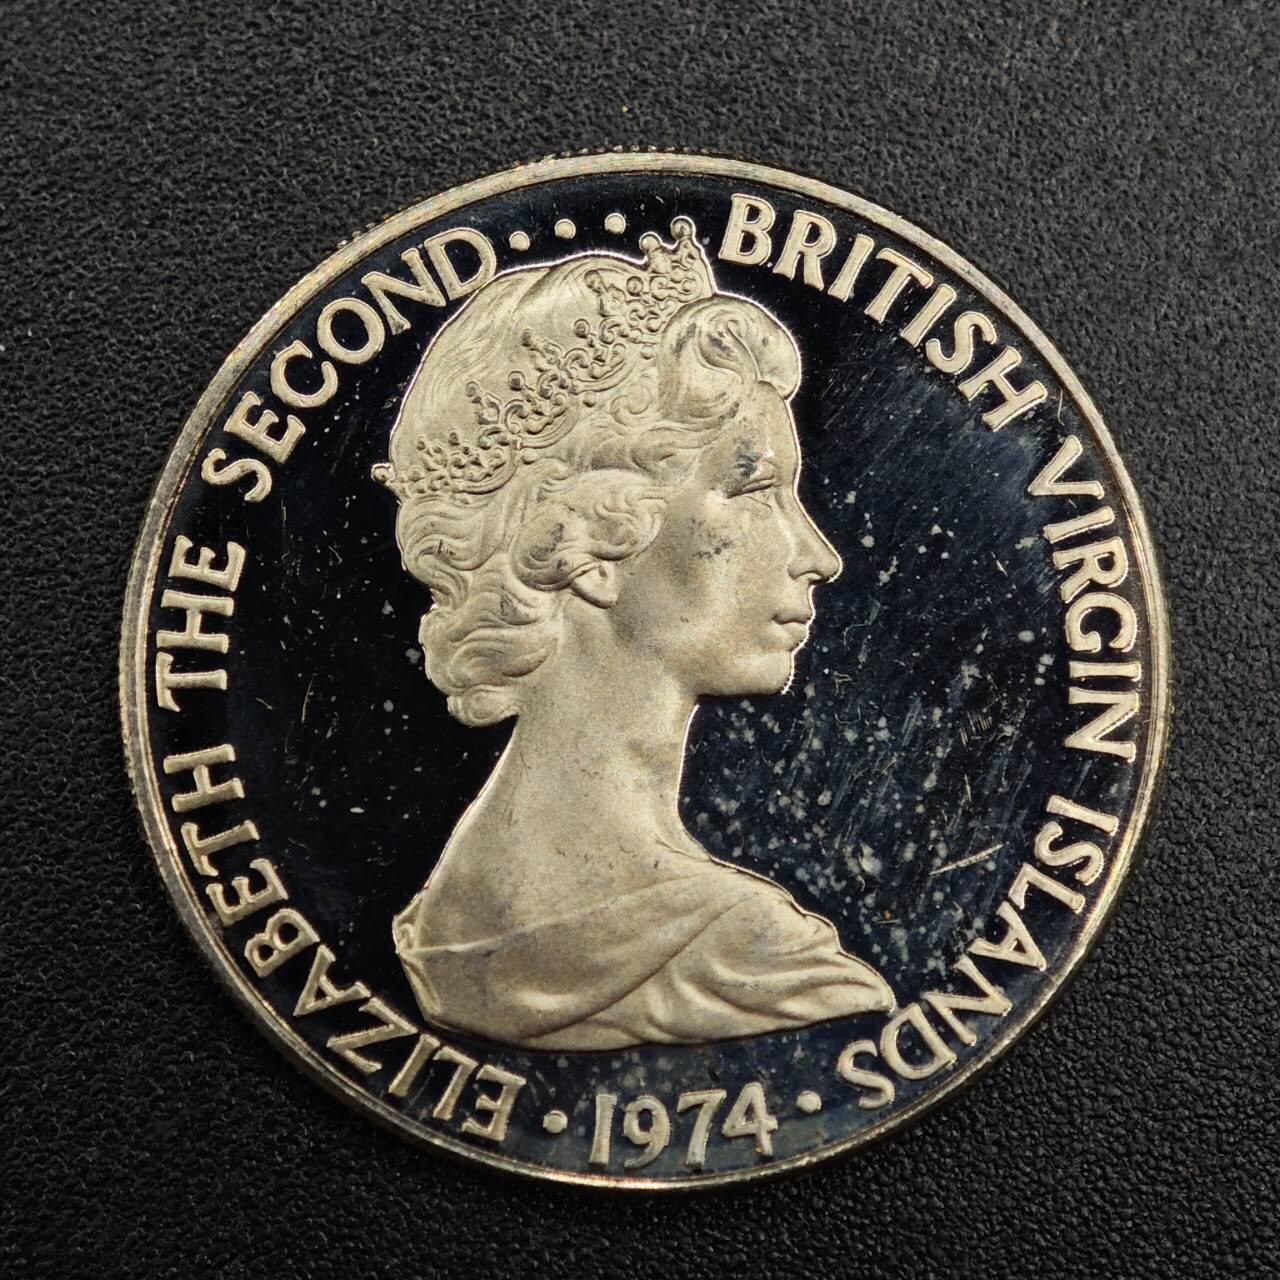 ELIZABETH THE SECOND... BRITISH VIRGIN ISLANDS
·1974·